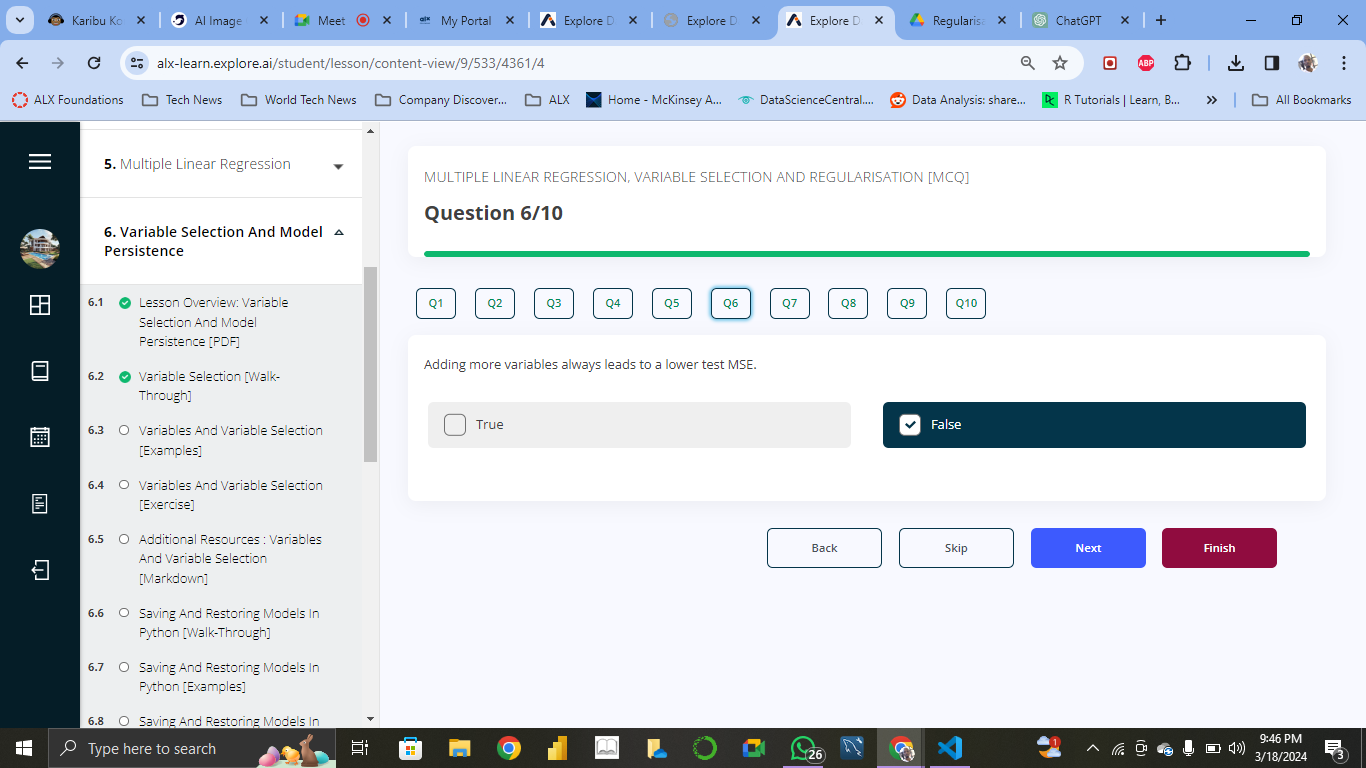 Karibu Ko
AI Image
Meet
My Portal
Explore D
Explore D
Explore D
Regularis
ChatGPT
alx-learn.explore.ai/student/lesson/content-view/9/533/4361/4
ABP
ALX Foundations
Tech News
World Tech News
Company Discover...
ALX
Home - McKinsey A...
DataScienceCentral....
Data Analysis: share...
R Tutorials | Learn, B...
»
All Bookmarks
5. Multiple Linear Regression
6. Variable Selection And Model
Persistence
6.1 Lesson Overview: Variable
Selection And Model
Persistence [PDF]
6.2 Variable Selection [Walk-
Through]
6.3 Variables And Variable Selection
[Examples]
6.4 Variables And Variable Selection
[Exercise]
6.5 Additional Resources : Variables
And Variable Selection
[Markdown]
6.6 Saving And Restoring Models In
Python [Walk-Through]
6.7 Saving And Restoring Models In
Python [Examples]
6.8 Saving And Restoring Models In
MULTIPLE LINEAR REGRESSION, VARIABLE SELECTION AND REGULARISATION [MCQ]
Question 6/10
Q1 Q2 Q3 Q4 Q5 Q6 Q7 Q8 Q9 Q10
Adding more variables always leads to a lower test MSE.
True
False
Back
Skip
Next
Finish
Type here to search
26
1
9:46 PM
3/18/2024
3